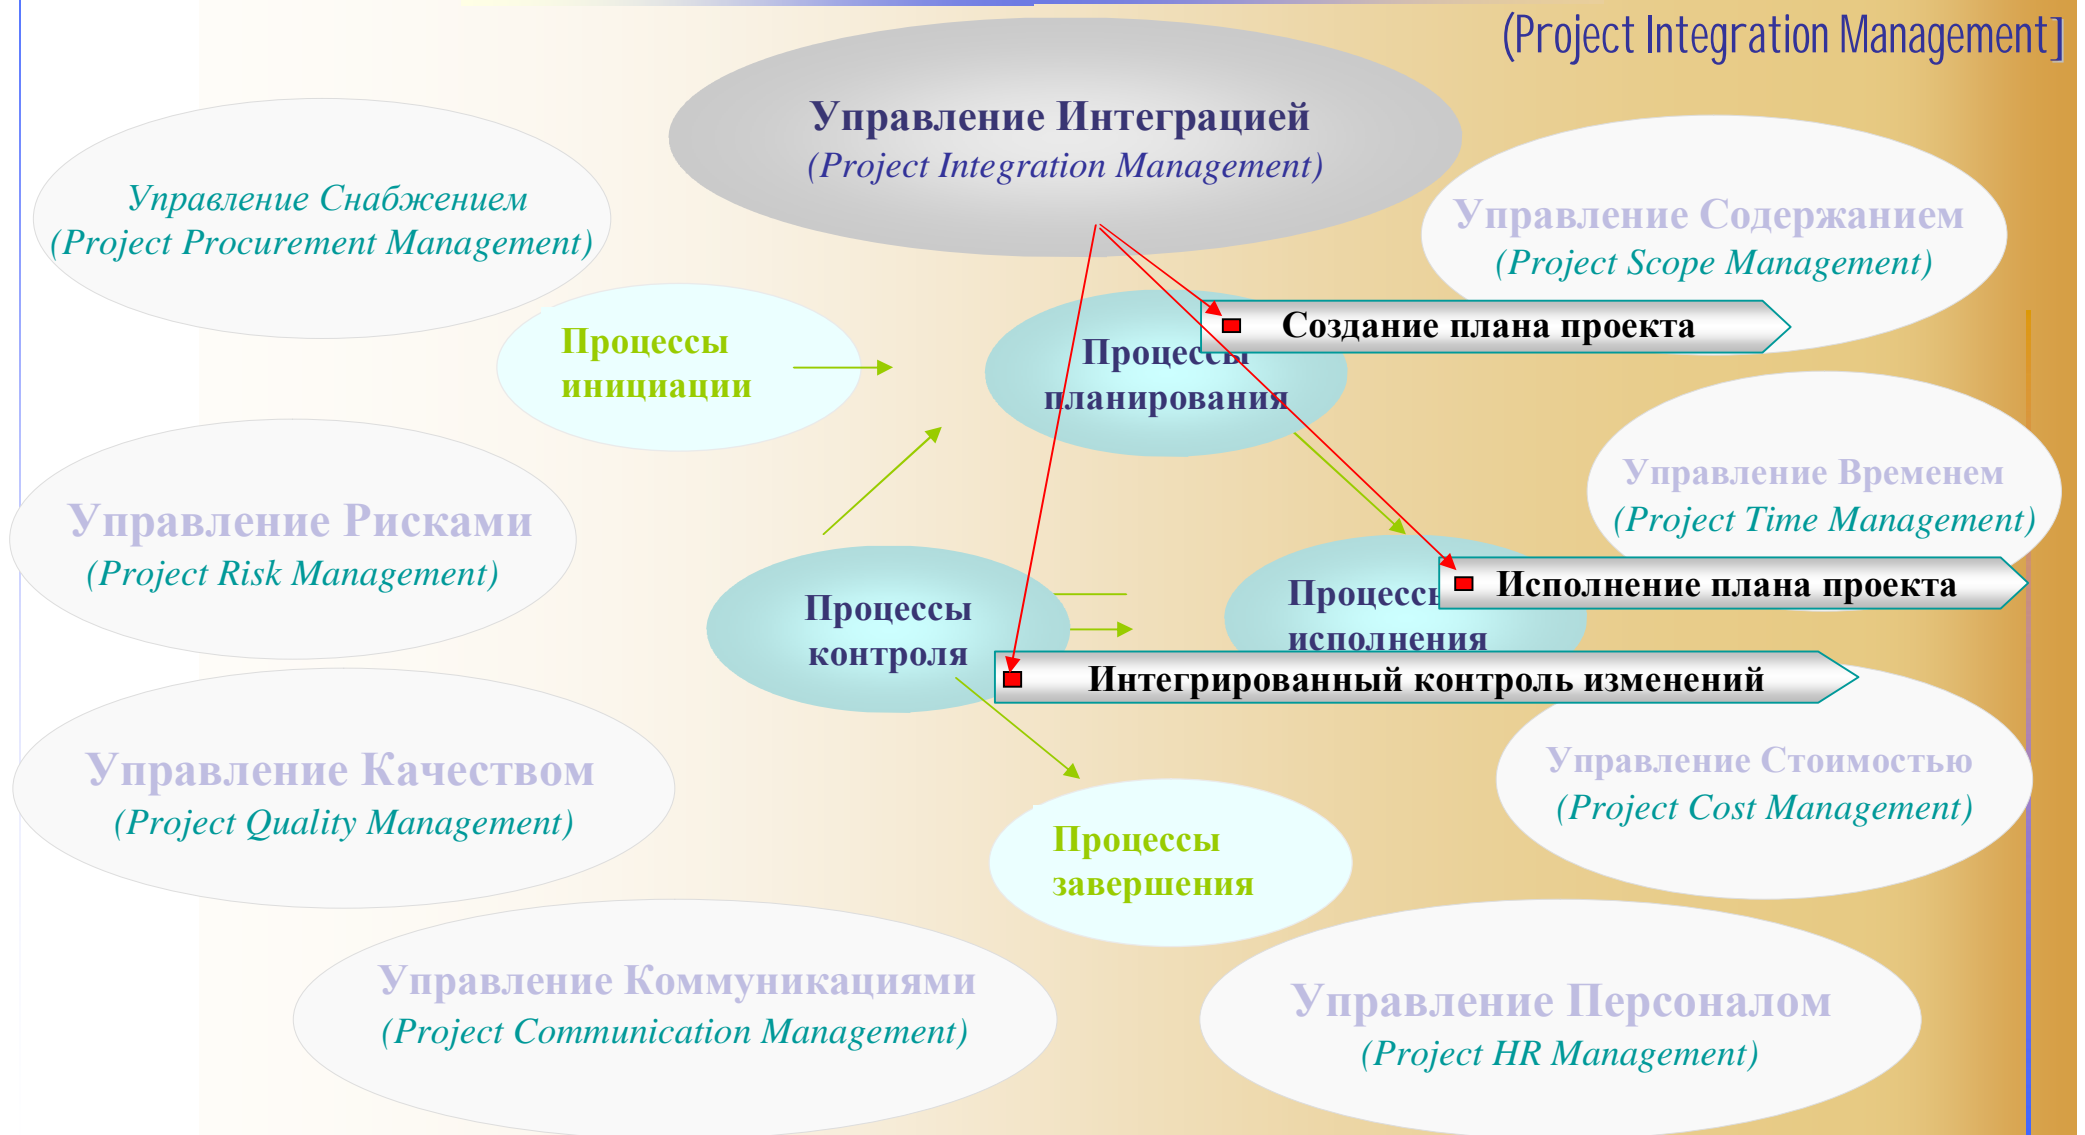 (Project Integration Management]
Управление Интеграцией
(Project Integration Management)
Управление Снабжением
(Project Procurement Management)
Управление Содержанием
(Project Scope Management)
Процессы
инициации
Создание плана проекта
Процессы
планирования
Управление Временем
(Project Time Management)
Управление Рисками
(Project Risk Management)
Процессы
контроля
Процессы
исполнения
Исполнение плана проекта
Интегрированный контроль изменений
Управление Качеством
(Project Quality Management)
Управление Стоимостью
(Project Cost Management)
Процессы
завершения
Управление Коммуникациями
(Project Communication Management)
Управление Персоналом
(Project HR Management)